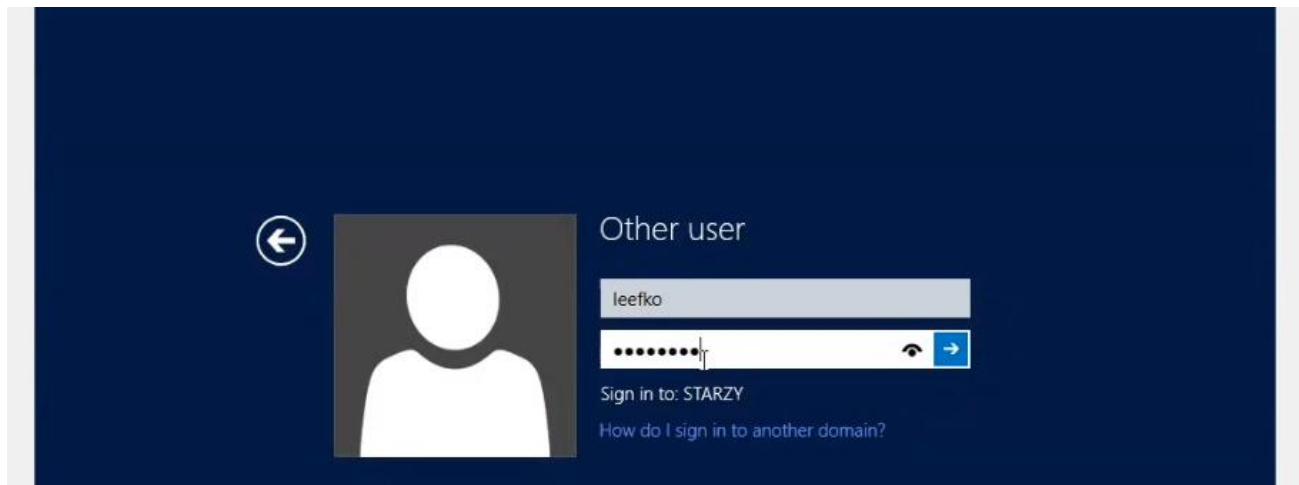 Other user
leefko
••••••••
Sign in to: STARZY
How do I sign in to another domain?